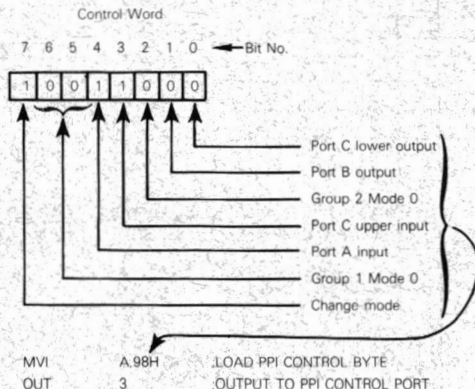 Control Word
7 6 5 4 3 2 1 0 Bit No.
1 0 0 1 1 0 0 0
Port C lower output
Port B output
Group 2 Mode 0
Port C upper input
Port A input
Group 1 Mode 0
Change mode
MVI A.98H .LOAD PPI CONTROL BYTE
OUT 3 .OUTPUT TO PPI CONTROL PORT